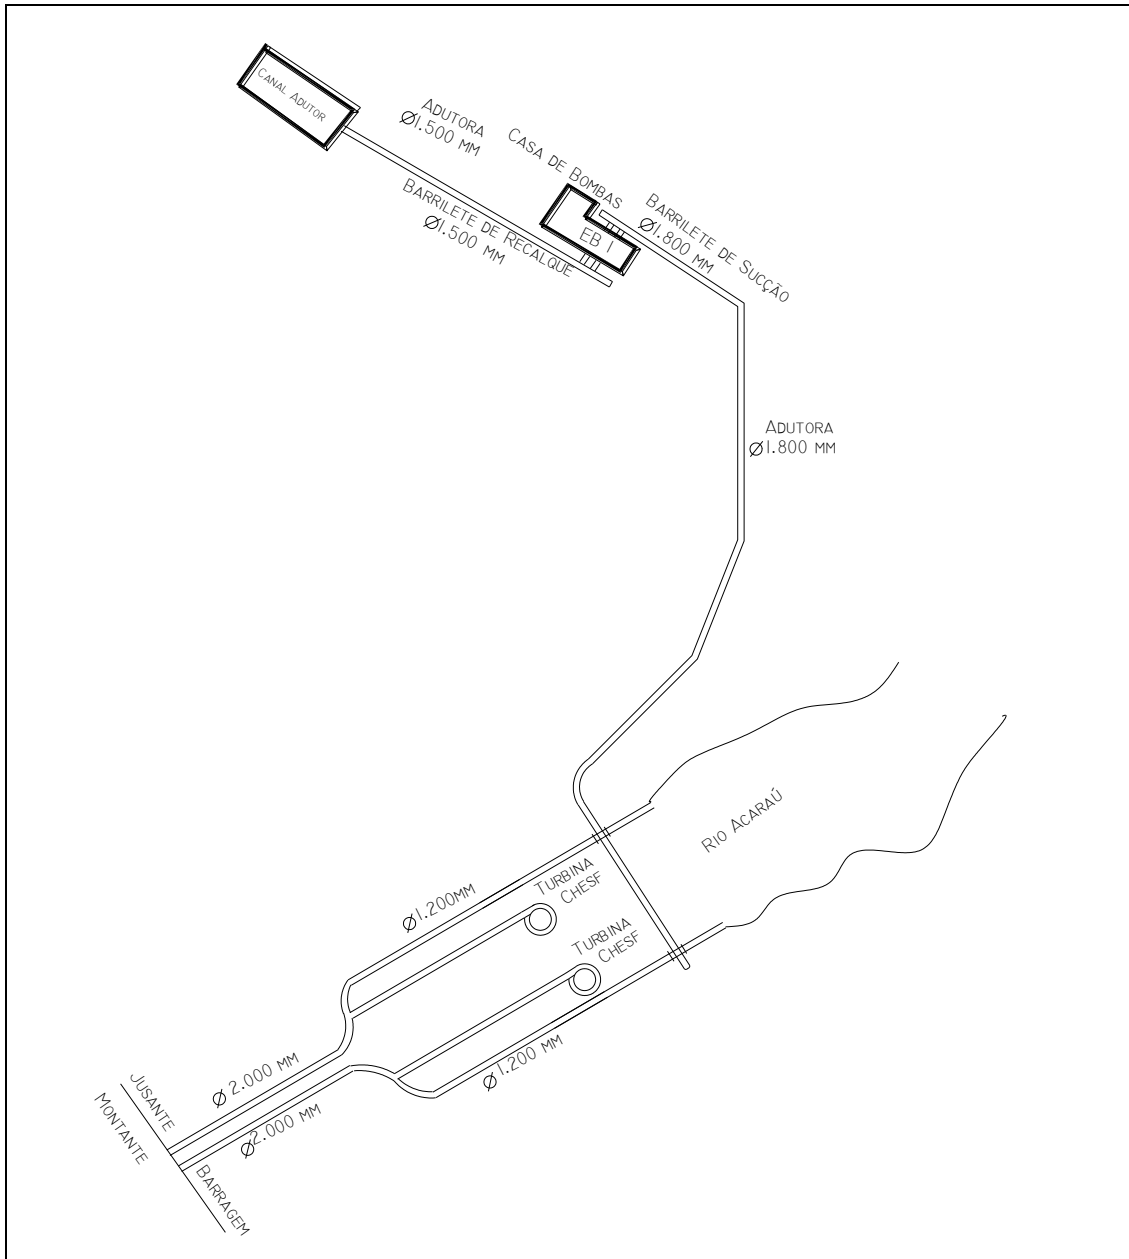 CANAL ADUTOR
ADUTORA
Ø1.500 MM
CASA DE BOMBAS
BARRILETE DE SUCÇÃO
Ø1.800 MM
EB I
BARRILETE DE RECALQUE
Ø1.500 MM
ADUTORA
Ø1.800 MM
RIO ACARAÚ
Ø1.200MM
TURBINA
CHESF
TURBINA
CHESF
Ø1.200 MM
Ø 2.000 MM
Ø2.000 MM
JUSANTE
MONTANTE
BARRAGEM